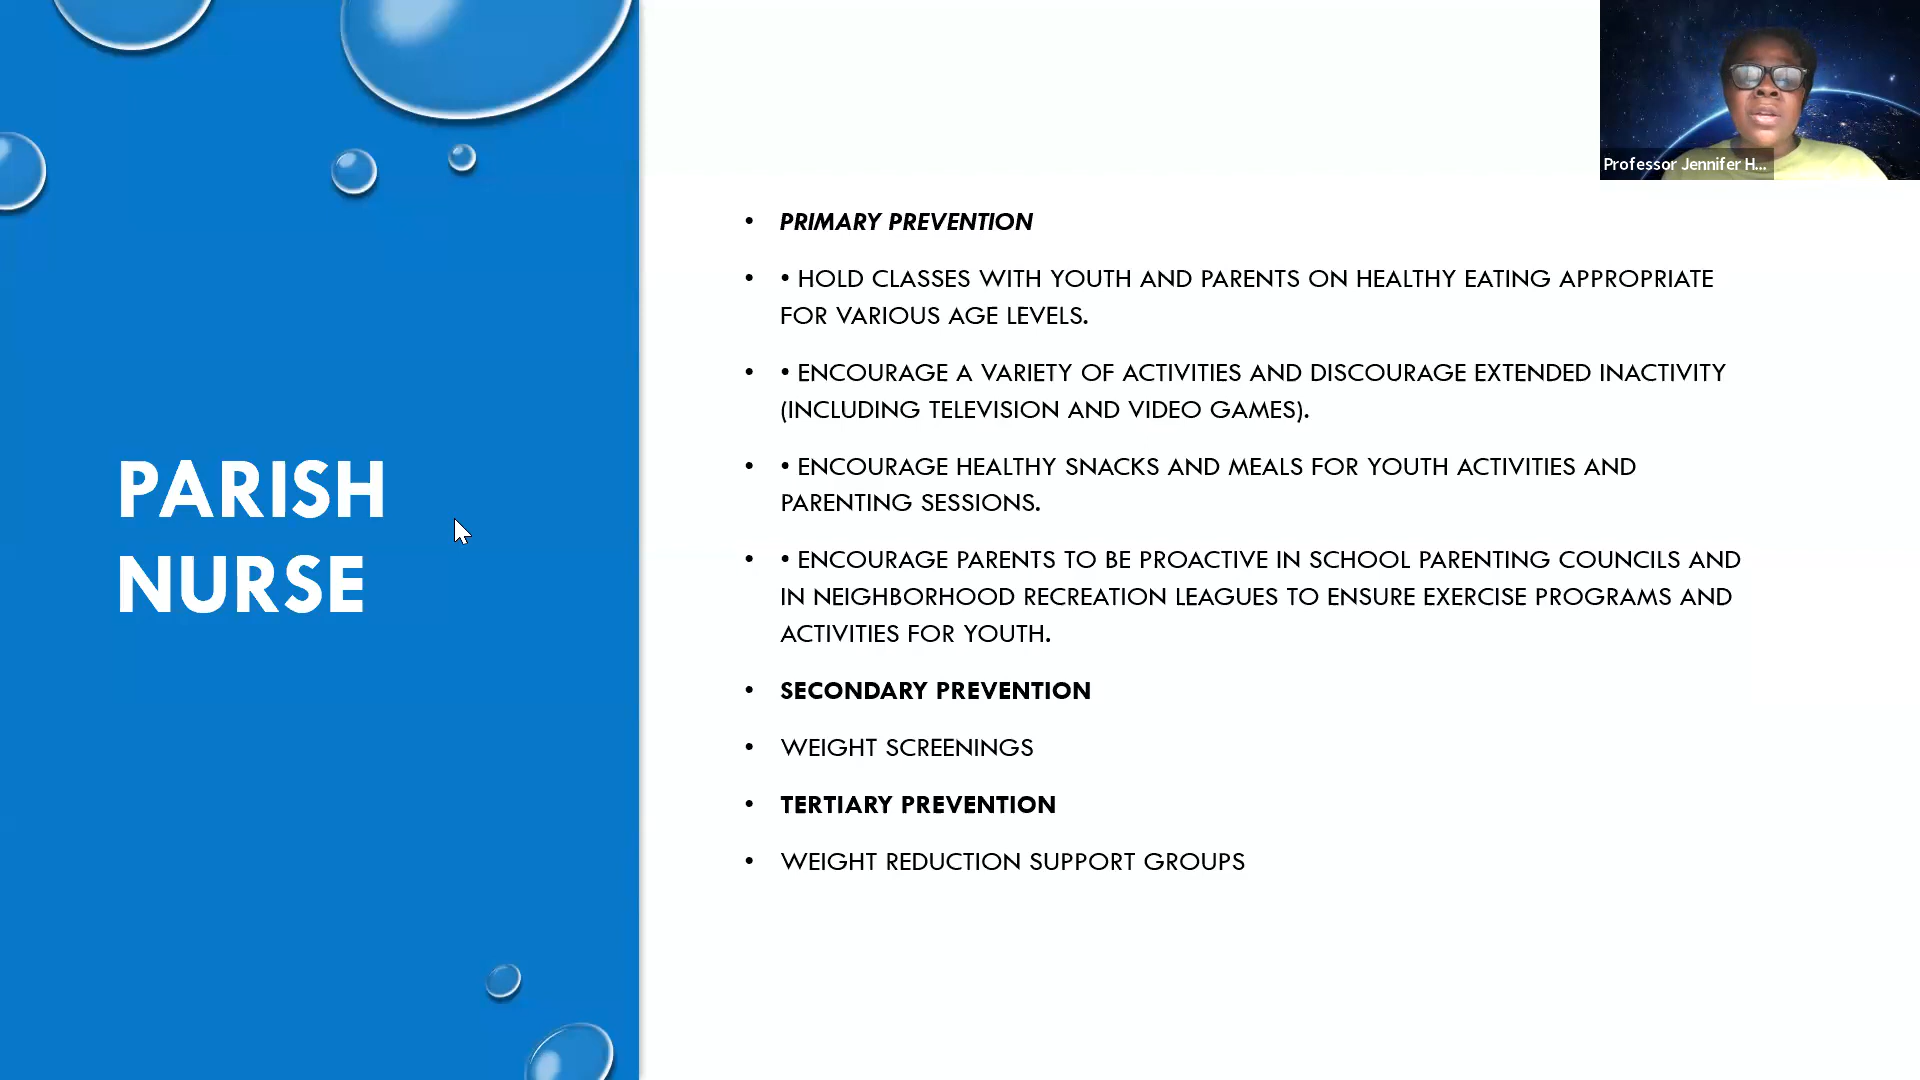 PARISH
NURSE
• PRIMARY PREVENTION
• • HOLD CLASSES WITH YOUTH AND PARENTS ON HEALTHY EATING APPROPRIATE
FOR VARIOUS AGE LEVELS.
• • ENCOURAGE A VARIETY OF ACTIVITIES AND DISCOURAGE EXTENDED INACTIVITY
(INCLUDING TELEVISION AND VIDEO GAMES).
• • ENCOURAGE HEALTHY SNACKS AND MEALS FOR YOUTH ACTIVITIES AND
PARENTING SESSIONS.
• • ENCOURAGE PARENTS TO BE PROACTIVE IN SCHOOL PARENTING COUNCILS AND
IN NEIGHBORHOOD RECREATION LEAGUES TO ENSURE EXERCISE PROGRAMS AND
ACTIVITIES FOR YOUTH.
• SECONDARY PREVENTION
• WEIGHT SCREENINGS
• TERTIARY PREVENTION
• WEIGHT REDUCTION SUPPORT GROUPS
Professor Jennifer H...